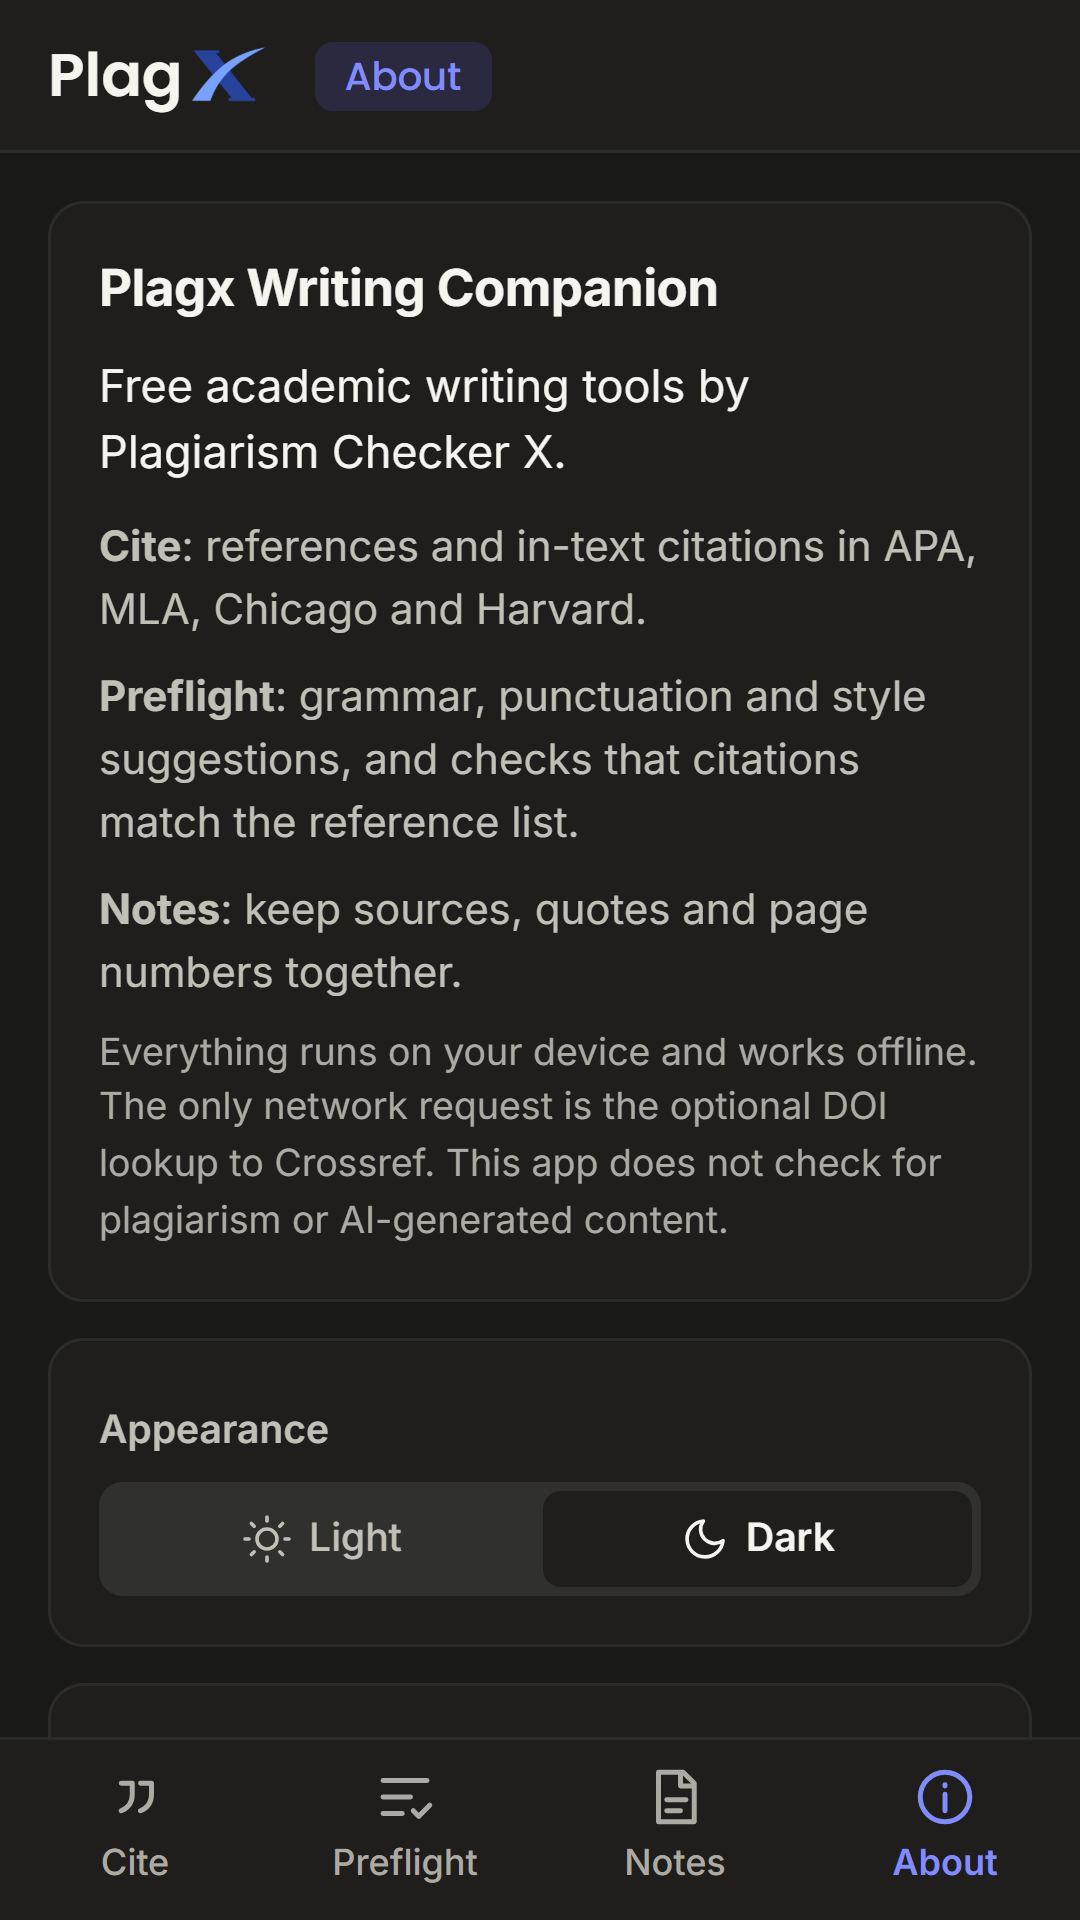 PlagX
About
Plagx Writing Companion
Free academic writing tools by
Plagiarism Checker X.
Cite: references and in-text citations in APA,
MLA, Chicago and Harvard.
Preflight: grammar, punctuation and style
suggestions, and checks that citations
match the reference list.
Notes: keep sources, quotes and page
numbers together.
Everything runs on your device and works offline.
The only network request is the optional DOI
lookup to Crossref. This app does not check for
plagiarism or AI-generated content.
Appearance
Light
Dark
Cite
Preflight
Notes
About